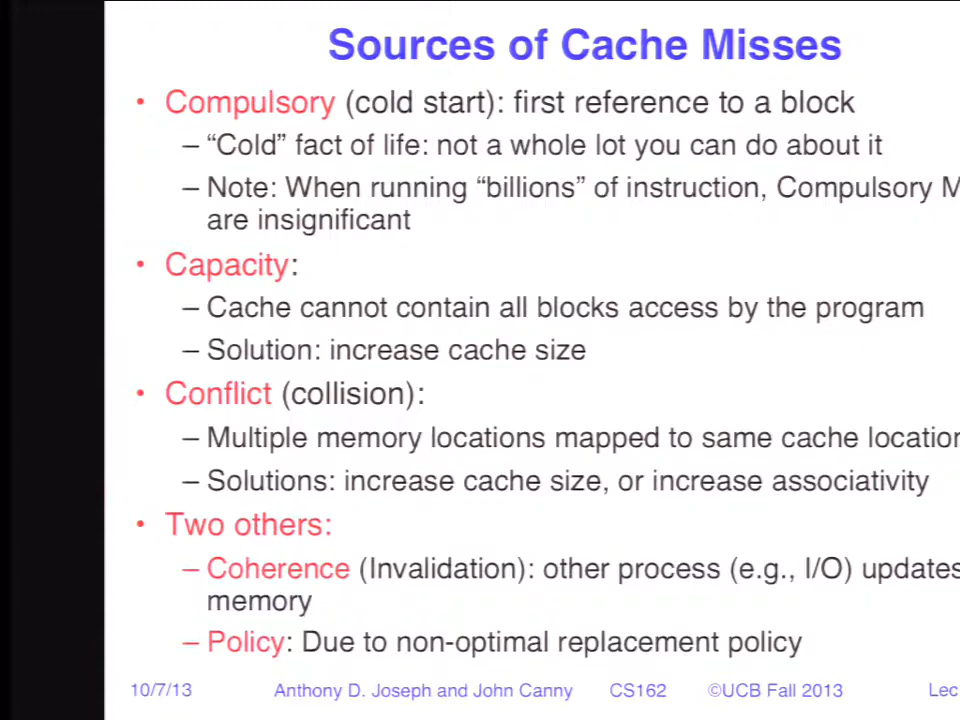 Sources of Cache Misses
• Compulsory (cold start): first reference to a block
– “Cold” fact of life: not a whole lot you can do about it
– Note: When running “billions” of instruction, Compulsory M
are insignificant
• Capacity:
– Cache cannot contain all blocks access by the program
– Solution: increase cache size
• Conflict (collision):
– Multiple memory locations mapped to same cache location
– Solutions: increase cache size, or increase associativity
• Two others:
– Coherence (Invalidation): other process (e.g., I/O) updates
memory
– Policy: Due to non-optimal replacement policy
10/7/13 Anthony D. Joseph and John Canny CS162 ©UCB Fall 2013 Lec